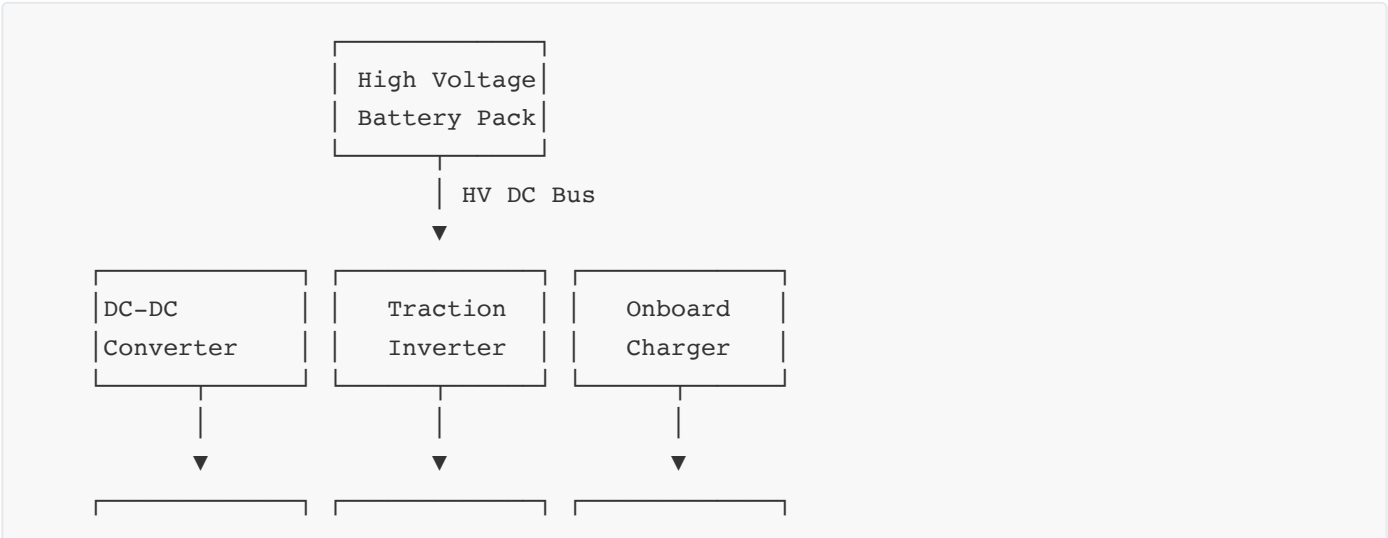 High Voltage
Battery Pack
HV DC Bus
DC-DC Traction Onboard
Converter Inverter Charger